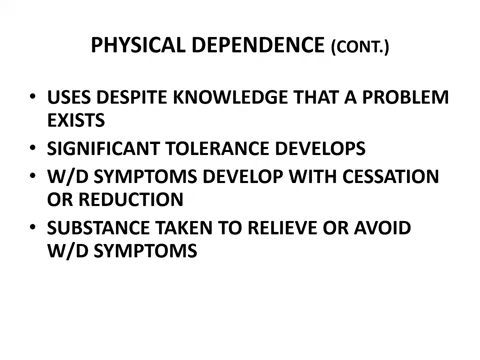 PHYSICAL DEPENDENCE (CONT.)
• USES DESPITE KNOWLEDGE THAT A PROBLEM
EXISTS
• SIGNIFICANT TOLERANCE DEVELOPS
• W/D SYMPTOMS DEVELOP WITH CESSATION
OR REDUCTION
• SUBSTANCE TAKEN TO RELIEVE OR AVOID
W/D SYMPTOMS